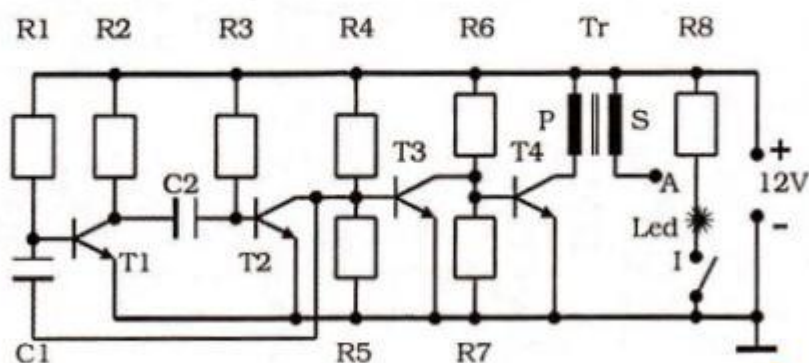 R1 R2 R3 R4 R6 Tr R8
P S
T3 T4 +
C2 A 12V
Led -
T1 T2 I
C1 R5 R7